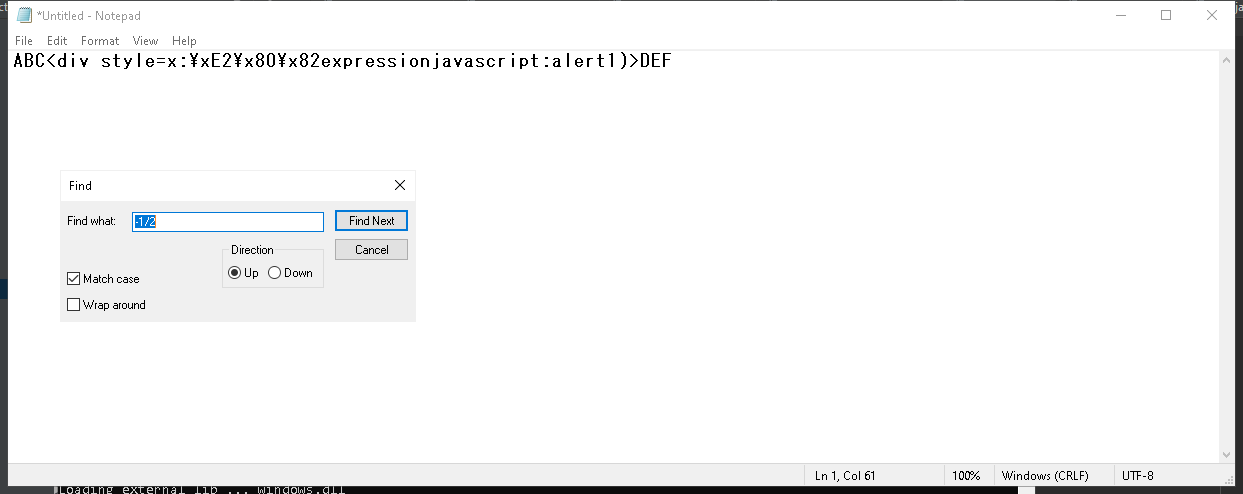 *Untitled - Notepad
File Edit Format View Help
ABC<div style=x:¥xE2¥x80¥x82expressionjavascript:alert1)>DEF
Find
Find what: -1/2 Find Next
Direction Cancel
Up Down
Match case
Wrap around
Ln 1, Col 61 100% Windows (CRLF) UTF-8
Loading external lib ... windows.dll